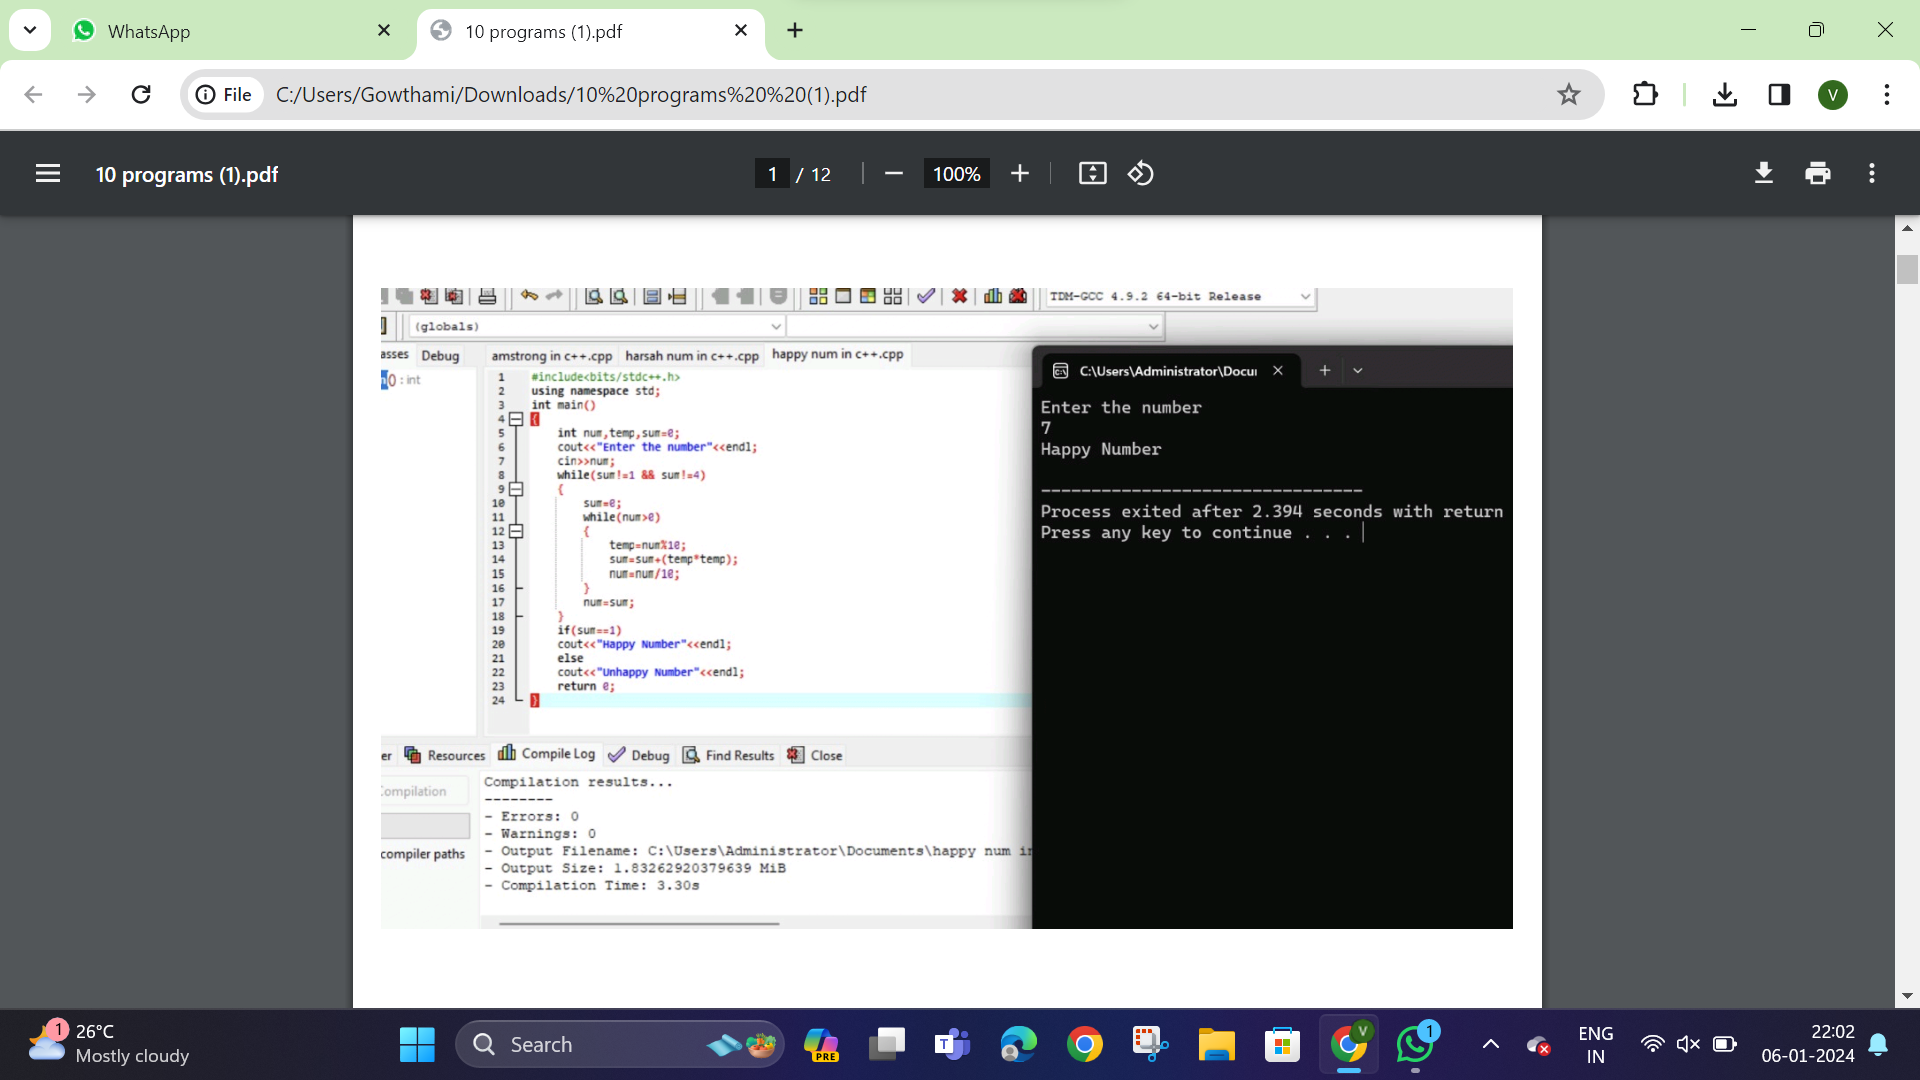 WhatsApp
10 programs (1).pdf
File
C:/Users/Gowthami/Downloads/10%20programs%20%20(1).pdf
V
10 programs (1).pdf
1 / 12
100%
TDM-GCC 4.9.2 64-bit Release
(globals)
asses Debug
() : int
amstrong in c++.cpp harsah num in c++.cpp happy num in c++.cpp
1 #include<bits/stdc++.h>
2 using namespace std;
3 int main()
4 {
5 int num,temp,sum=0;
6 cout<<"Enter the number"<<endl;
7 cin>>num;
8 while(sum!=1 && sum!=4)
9 {
10 sum=0;
11 while(num>0)
12 {
13 temp=num%10;
14 sum=sum+(temp*temp);
15 num=num/10;
16 }
17 num=sum;
18 }
19 if(sum==1)
20 cout<<"Happy Number"<<endl;
21 else
22 cout<<"Unhappy Number"<<endl;
23 return 0;
24 }
C:\Users\Administrator\Docu
Enter the number
7
Happy Number
--------------------------------
Process exited after 2.394 seconds with return
Press any key to continue . . .
er Resources Compile Log Debug Find Results Close
Compilation
compiler paths
Compilation results...
--------
- Errors: 0
- Warnings: 0
- Output Filename: C:\Users\Administrator\Documents\happy num in
- Output Size: 1.83262920379639 MiB
- Compilation Time: 3.30s
1
26°C
Mostly cloudy
Search
PRE
T
V
1
ENG
IN
22:02
06-01-2024